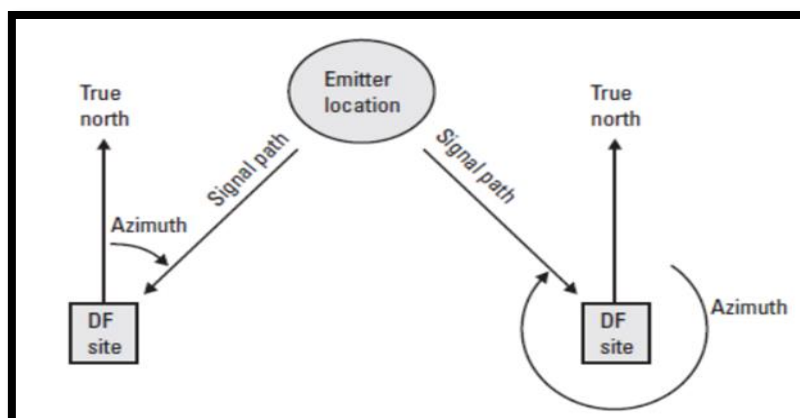 Emitter
location
True
north
True
north
Signal path
Signal path
Azimuth
Azimuth
DF
site
DF
site